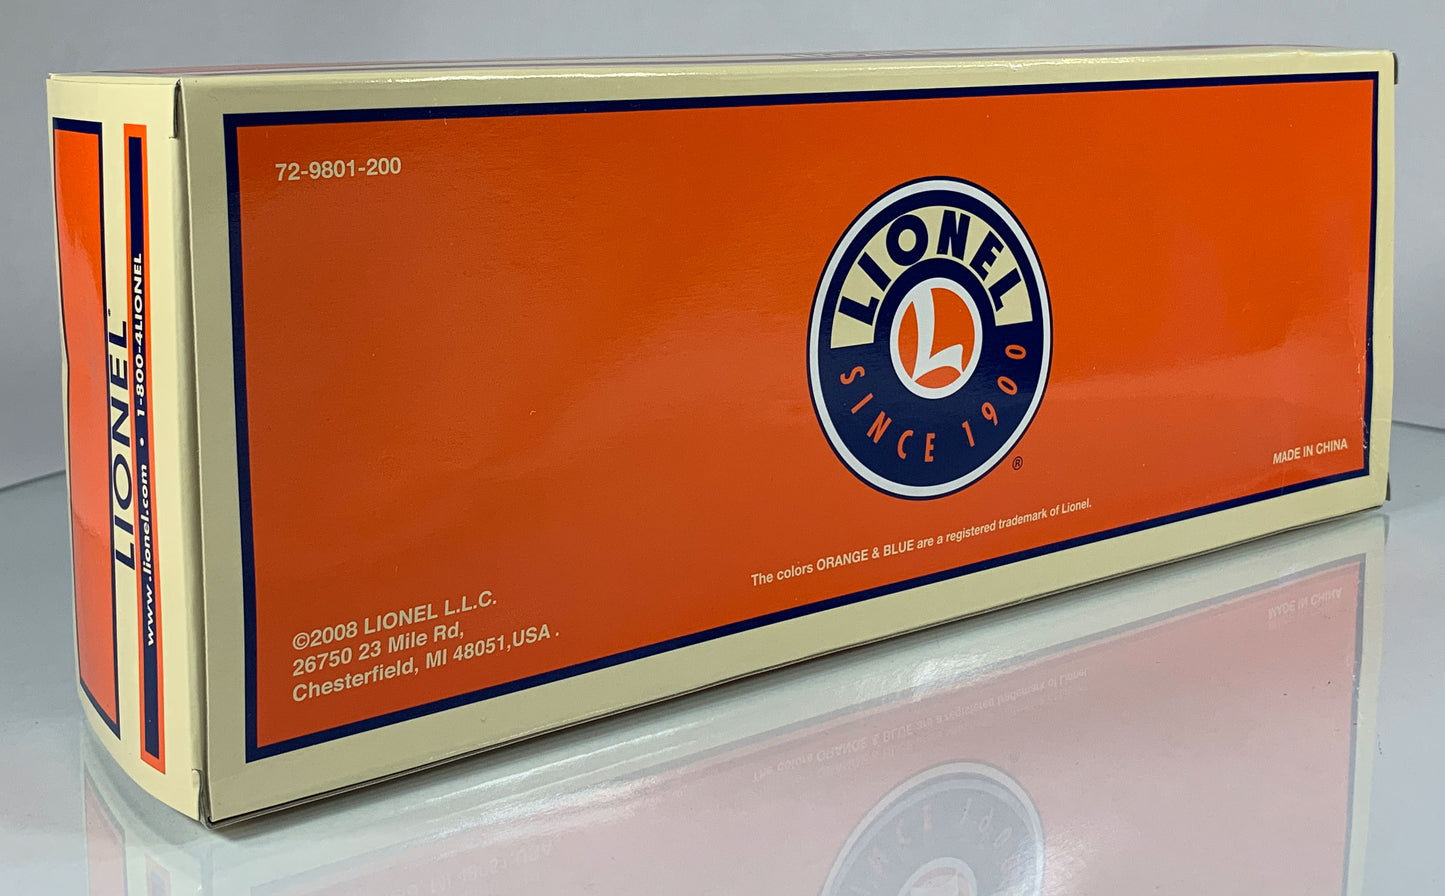 LIONEL
www.lionel.com • 1-800-4LIONEL
72-9801-200
LIONEL
L
SINCE 1900
®
MADE IN CHINA
The colors ORANGE & BLUE are a registered trademark of Lionel.
©2008 LIONEL L.L.C.
26750 23 Mile Rd,
Chesterfield, MI 48051,USA .